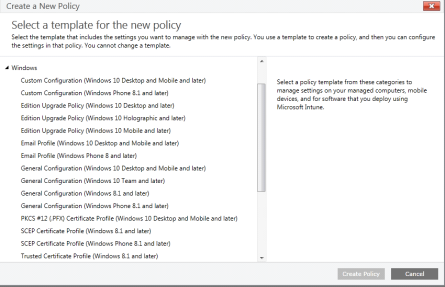 Create a New Policy
Select a template for the new policy
Select the template that includes the settings you want to manage with the new policy. You use a template to create a policy, and then you can configure
the settings in that policy. You cannot change a template.
Windows
Custom Configuration (Windows 10 Desktop and Mobile and later)
Custom Configuration (Windows Phone 8.1 and later)
Edition Upgrade Policy (Windows 10 Desktop and later)
Edition Upgrade Policy (Windows 10 Holographic and later)
Edition Upgrade Policy (Windows 10 Mobile and later)
Email Profile (Windows 10 Desktop and Mobile and later)
Email Profile (Windows Phone 8 and later)
General Configuration (Windows 10 Desktop and Mobile and later)
General Configuration (Windows 10 Team and later)
General Configuration (Windows 8.1 and later)
General Configuration (Windows Phone 8.1 and later)
PKCS #12 (.PFX) Certificate Profile (Windows 10 Desktop and Mobile and later)
SCEP Certificate Profile (Windows 8.1 and later)
SCEP Certificate Profile (Windows Phone 8.1 and later)
Trusted Certificate Profile (Windows 8.1 and later)
Select a policy template from these categories to
manage settings on your managed computers, mobile
devices, and for software that you deploy using
Microsoft Intune.
Create Policy
Cancel